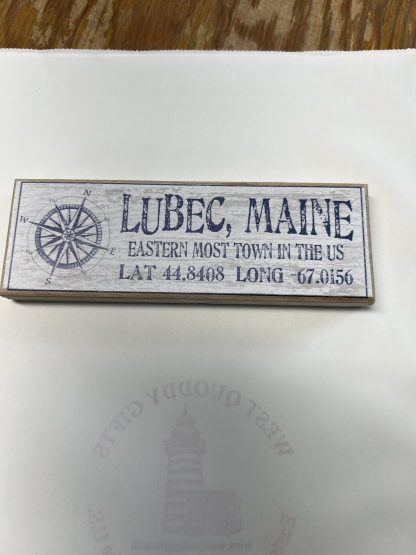 LUBEC, MAINE
EASTERN MOST TOWN IN THE US
LAT 44.8408 LONG -67.0156
N
W
E
S
WEST QUODDY GIFTS